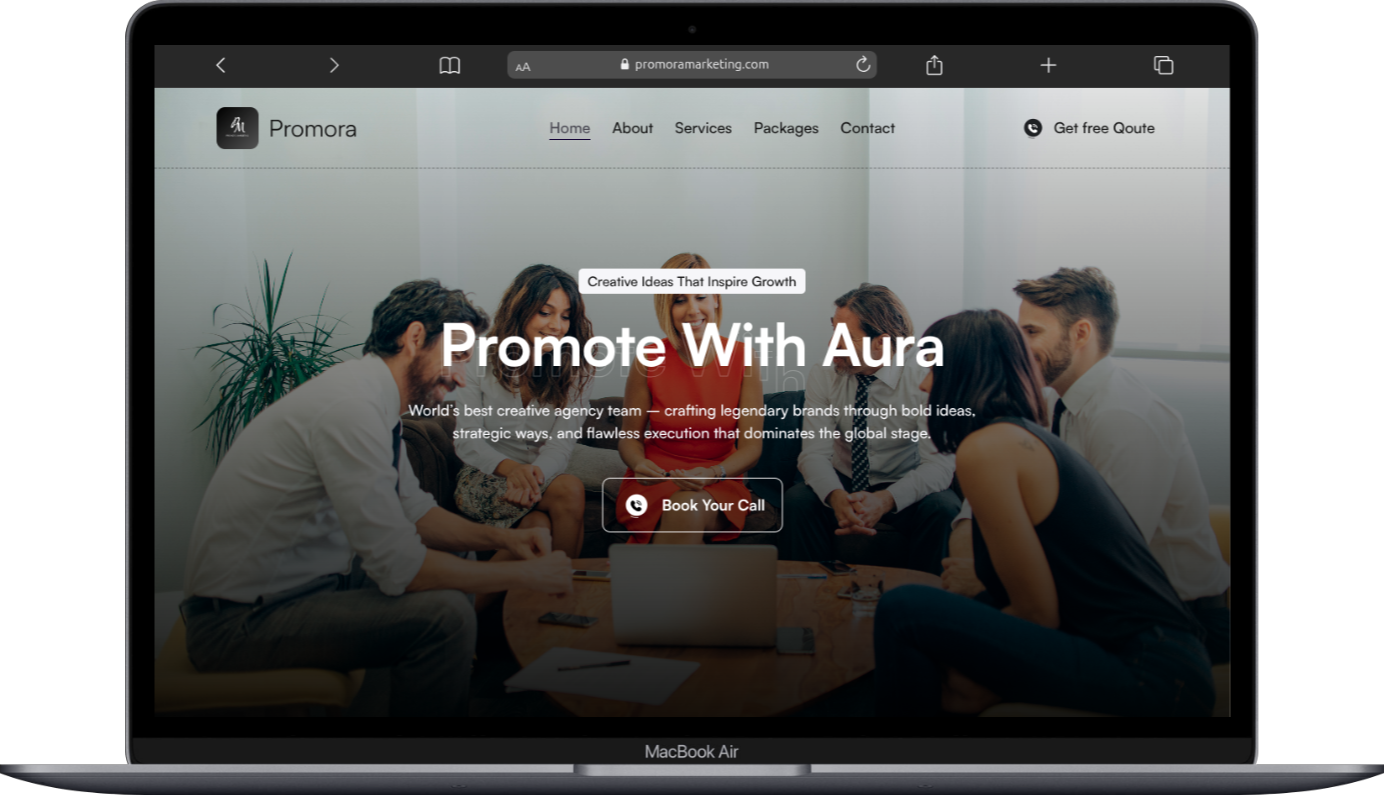 AA
promoramarketing.com
Promora
Home
About
Services
Packages
Contact
Get free Qoute
Creative Ideas That Inspire Growth
Promote With Aura
World's best creative agency team — crafting legendary brands through bold ideas,
strategic ways, and flawless execution that dominates the global stage.
Book Your Call
MacBook Air